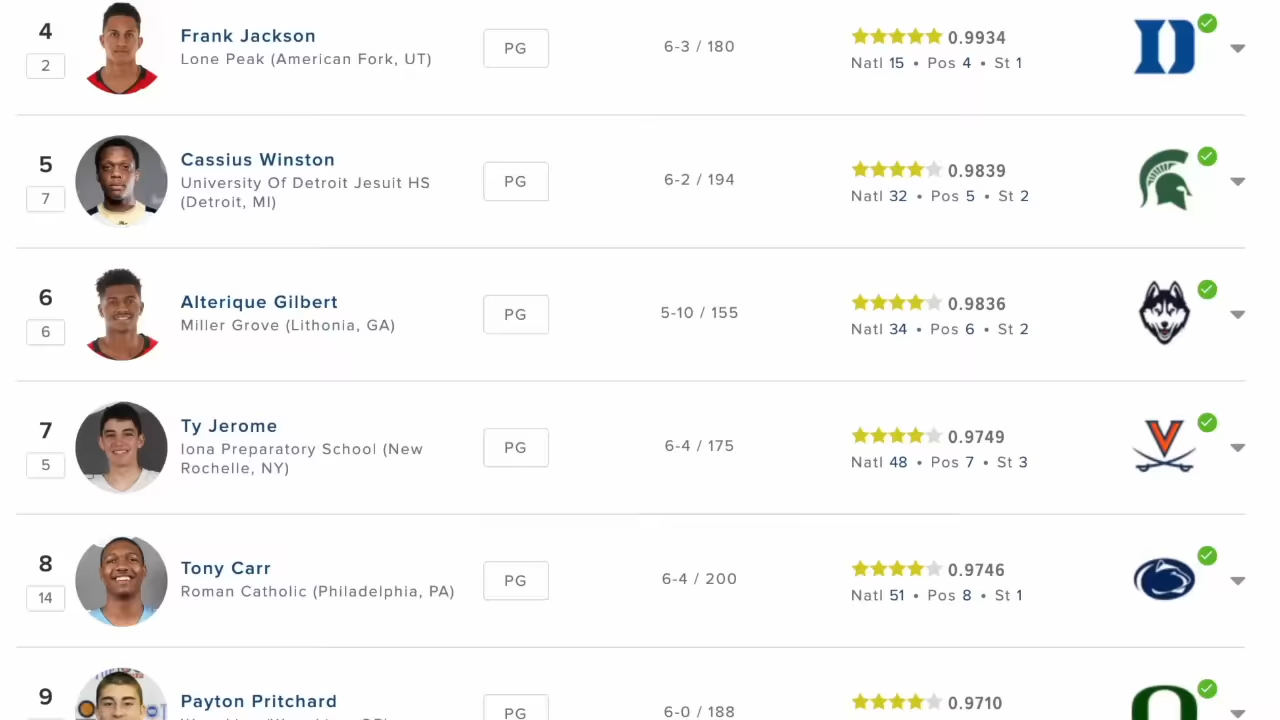 4
2
Frank Jackson
Lone Peak (American Fork, UT)
PG
6-3 / 180
0.9934
Natl 15 • Pos 4 • St 1
D
5
7
Cassius Winston
University Of Detroit Jesuit HS
(Detroit, MI)
PG
6-2 / 194
0.9839
Natl 32 • Pos 5 • St 2
6
6
Alterique Gilbert
Miller Grove (Lithonia, GA)
PG
5-10 / 155
0.9836
Natl 34 • Pos 6 • St 2
7
5
Ty Jerome
Iona Preparatory School (New
Rochelle, NY)
PG
6-4 / 175
0.9749
Natl 48 • Pos 7 • St 3
V
8
14
Tony Carr
Roman Catholic (Philadelphia, PA)
PG
6-4 / 200
0.9746
Natl 51 • Pos 8 • St 1
9
Payton Pritchard
PG
6-0 / 188
0.9710
O